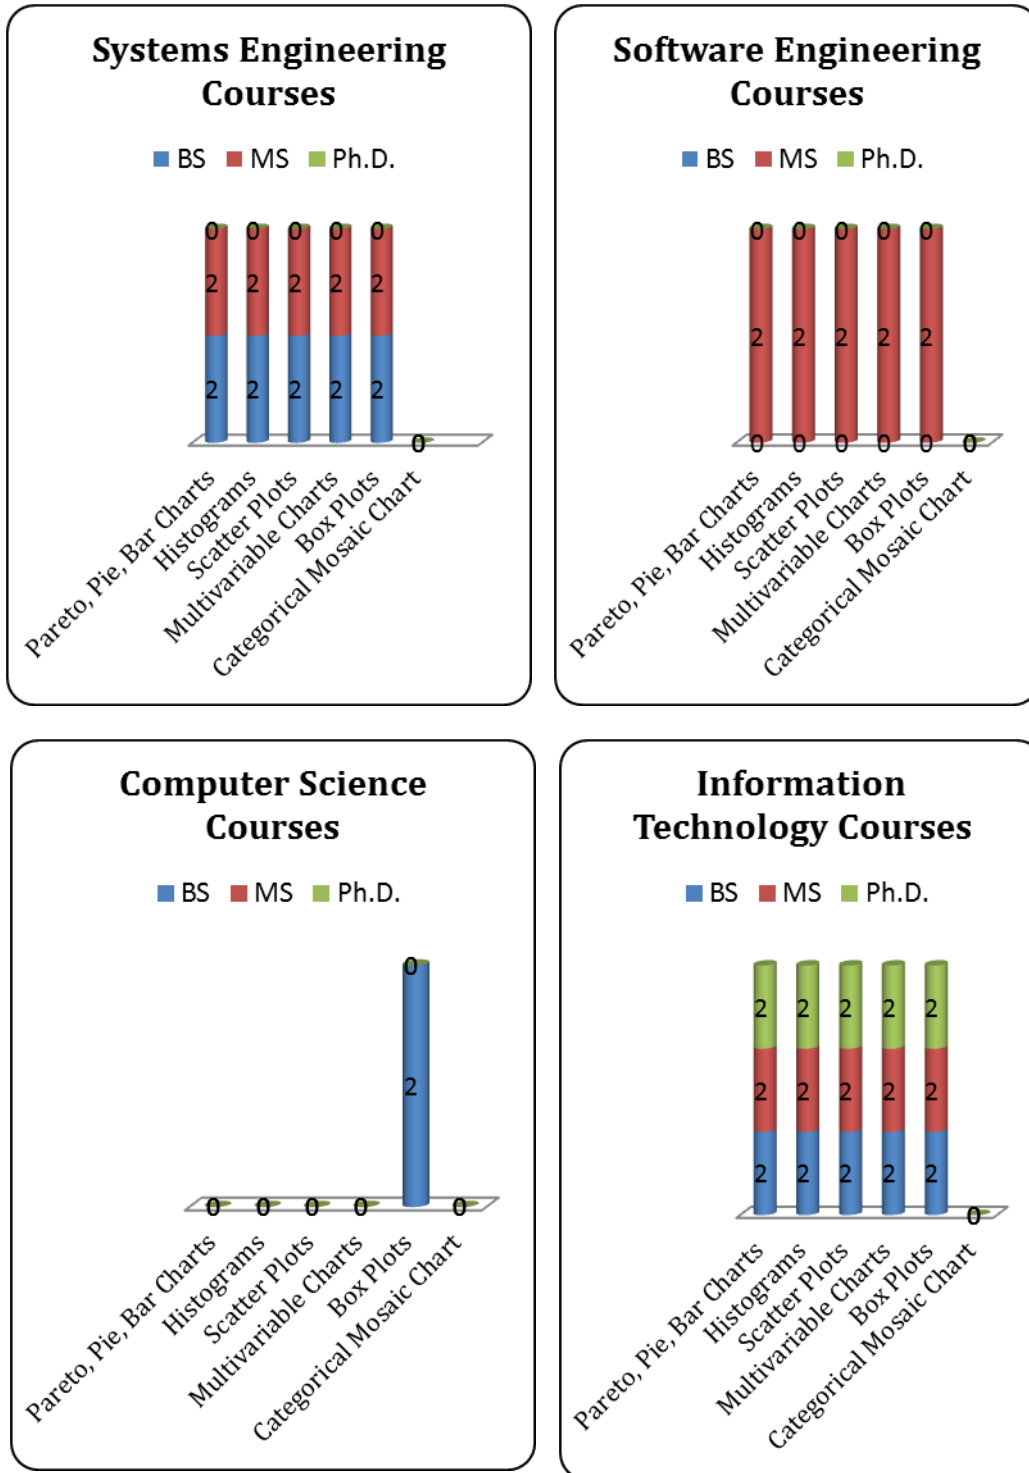 Systems Engineering
Courses
BS MS Ph.D.
0 0 0 0 0
2 2 2 2 2
2 2 2 2 2
0
Pareto, Pie, Bar Charts
Histograms
Scatter Plots
Multivariable Charts
Box Plots
Categorical Mosaic Chart
Software Engineering
Courses
BS MS Ph.D.
0 0 0 0 0
2 2 2 2 2
0 0 0 0 0 0
Pareto, Pie, Bar Charts
Histograms
Scatter Plots
Multivariable Charts
Box Plots
Categorical Mosaic Chart
Computer Science
Courses
BS MS Ph.D.
0
2
0 0 0 0 0
Pareto, Pie, Bar Charts
Histograms
Scatter Plots
Multivariable Charts
Box Plots
Categorical Mosaic Chart
Information
Technology Courses
BS MS Ph.D.
2 2 2 2 2
2 2 2 2 2
2 2 2 2 2
0
Pareto, Pie, Bar Charts
Histograms
Scatter Plots
Multivariable Charts
Box Plots
Categorical Mosaic Chart